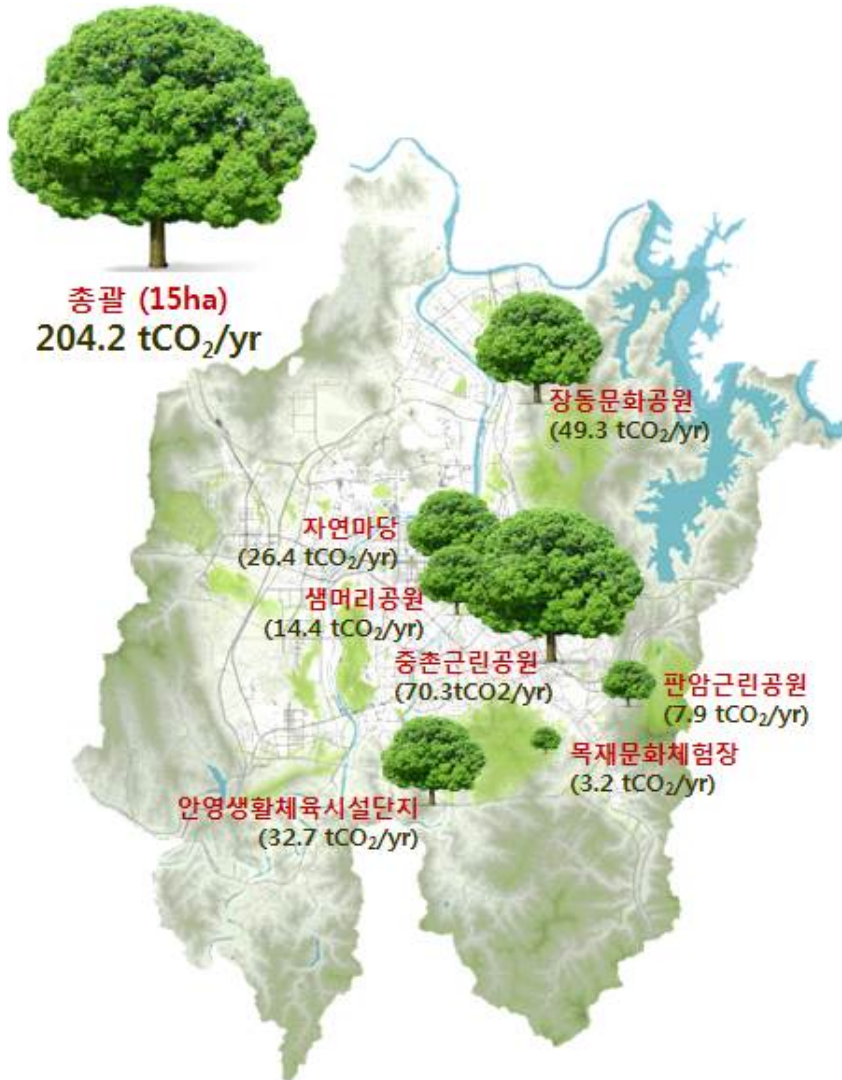 총괄 (15ha)
204.2 tCO₂/yr
장동문화공원
(49.3 tCO₂/yr)
자연마당
(26.4 tCO₂/yr)
샘머리공원
(14.4 tCO₂/yr)
중촌근린공원
(70.3tCO2/yr)
판암근린공원
(7.9 tCO₂/yr)
목재문화체험장
(3.2 tCO₂/yr)
안영생활체육시설단지
(32.7 tCO₂/yr)